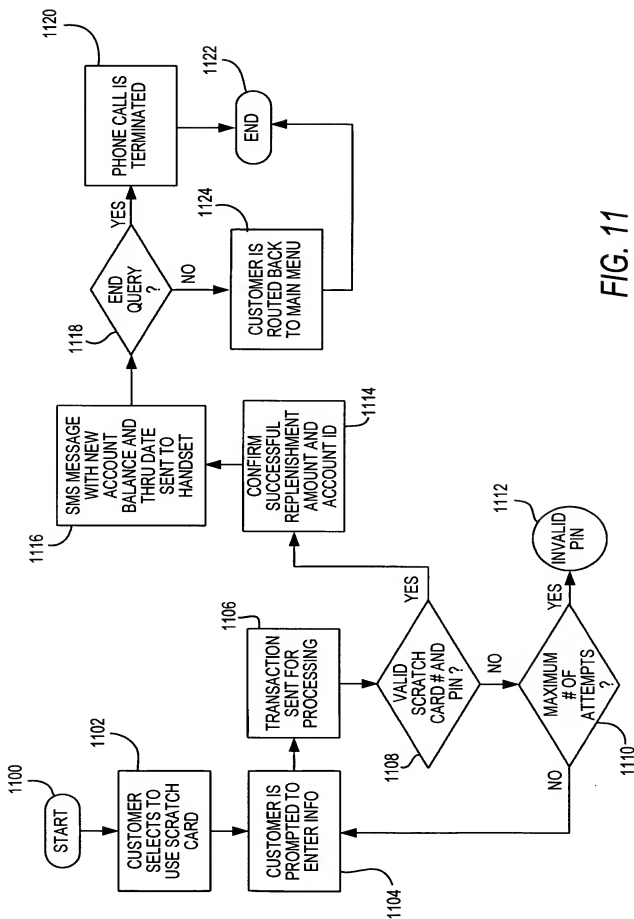 1100
START
1102
CUSTOMER
SELECTS TO
USE SCRATCH
CARD
CUSTOMER IS
PROMPTED TO
ENTER INFO
1104
1106
TRANSACTION
SENT FOR
PROCESSING
VALID
SCRATCH
CARD # AND
PIN ?
1108
YES
NO
MAXIMUM
# OF
ATTEMPTS
?
1110
NO
YES
1112
INVALID
PIN
CONFIRM
SUCCESSFUL
REPLENISHMENT
AMOUNT AND
ACCOUNT ID
1114
SMS MESSAGE
WITH NEW
ACCOUNT
BALANCE AND
THRU DATE
SENT TO
HANDSET
1116
END
QUERY
?
1118
YES
NO
PHONE CALL IS
TERMINATED
1120
1122
END
1124
CUSTOMER IS
ROUTED BACK
TO MAIN MENU
FIG. 11